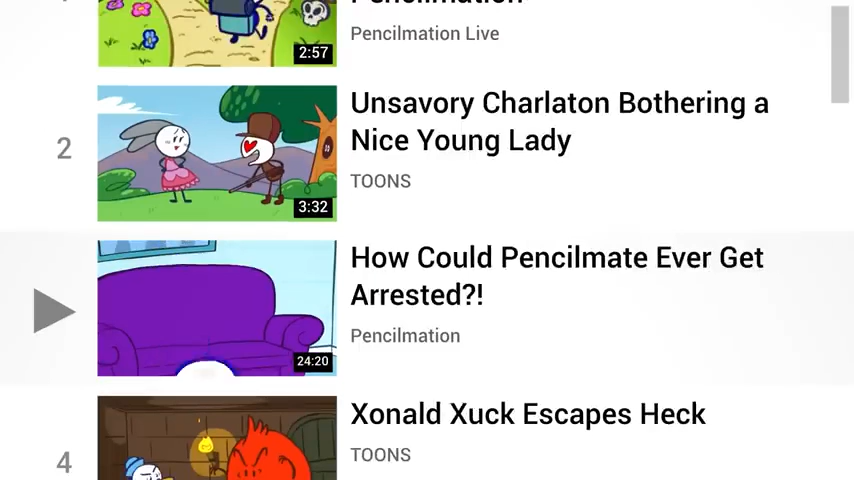 Pencilmation
Pencilmation Live
2:57
2
Unsavory Charlaton Bothering a
Nice Young Lady
TOONS
3:32
How Could Pencilmate Ever Get
Arrested?!
Pencilmation
24:20
Xonald Xuck Escapes Heck
TOONS
4